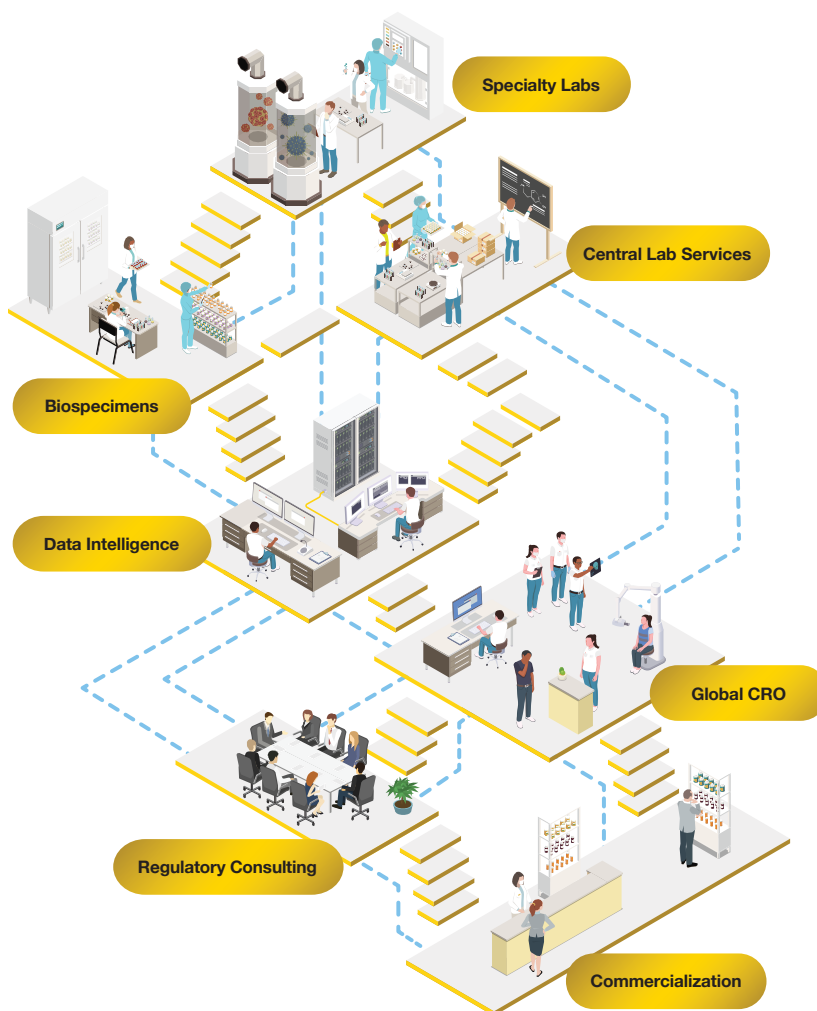 Specialty Labs
Central Lab Services
Biospecimens
Data Intelligence
Global CRO
Regulatory Consulting
Commercialization